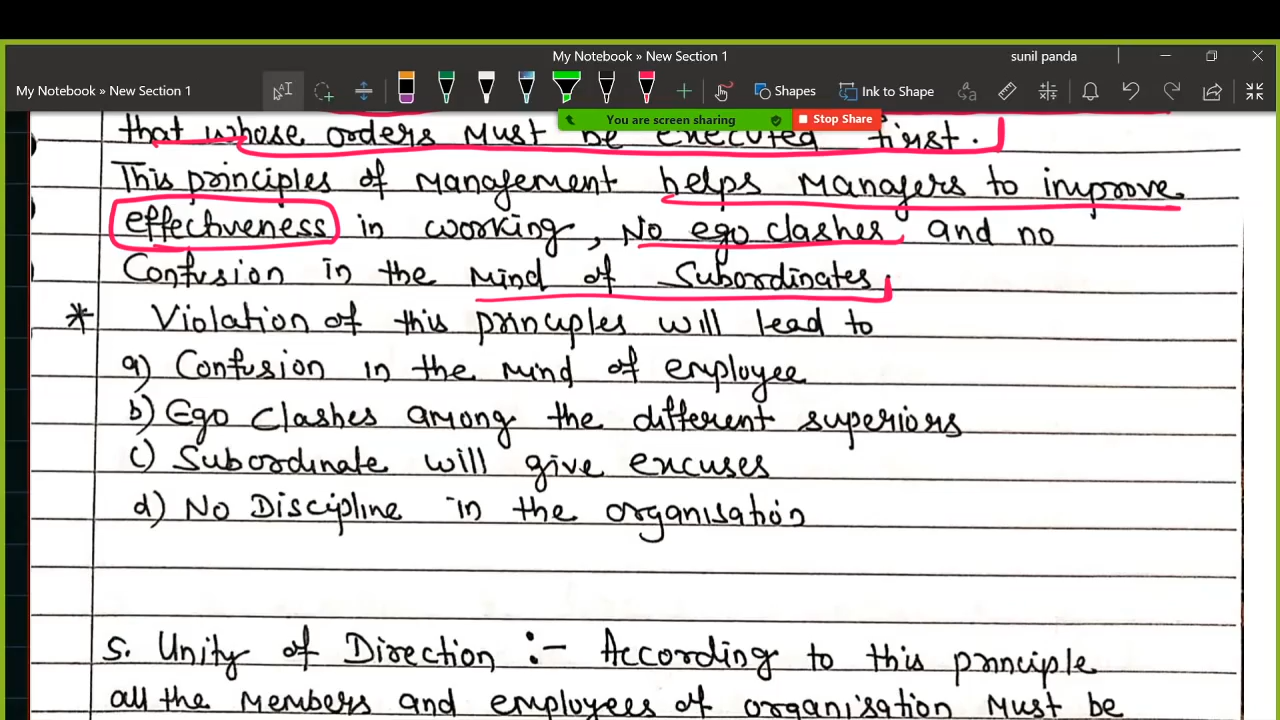 My Notebook » New Section 1
sunil panda
My Notebook » New Section 1
Shapes
Ink to Shape
You are screen sharing
Stop Share
that whose orders must be executed first.
This principles of management helps managers to improve
effectiveness in working, No ego clashes and no
Confusion in the mind of Subordinates.
* Violation of this principles will lead to
a) Confusion in the mind of employee
b) Ego Clashes among the different superiors
c) Subordinate will give excuses
d) No Discipline in the organisation
5. Unity of Direction :- According to this principle
all the members and employees of organisation must be